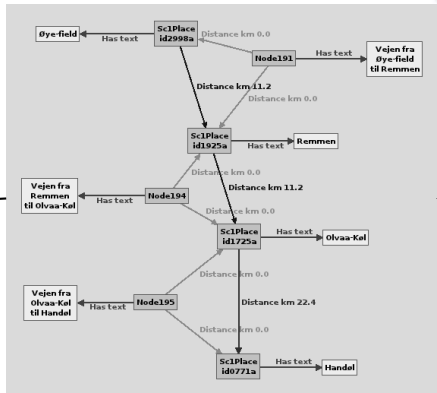 Øye-field
Has text
Sc1Place
id2998a
Distance km 0.0
Node191
Has text
Vejen fra
Øye-field
til Remmen
Distance km 11.2
Distance km 0.0
Sc1Place
id1925a
Has text
Remmen
Vejen fra
Remmen
til Olvaa-Køl
Has text
Node194
Distance km 0.0
Distance km 11.2
Distance km 0.0
Sc1Place
id1725a
Has text
Olvaa-Køl
Vejen fra
Olvaa-Køl
til Handøl
Has text
Node195
Distance km 0.0
Distance km 22.4
Distance km 0.0
Sc1Place
id0771a
Has text
Handøl